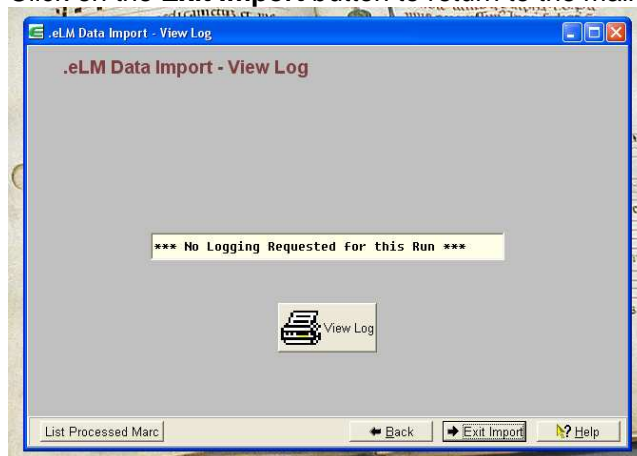 Click on the Exit Import button to return to the main
.eLM Data Import - View Log
.eLM Data Import - View Log
*** No Logging Requested for this Run ***
View Log
List Processed Marc
Back
Exit Import
Help